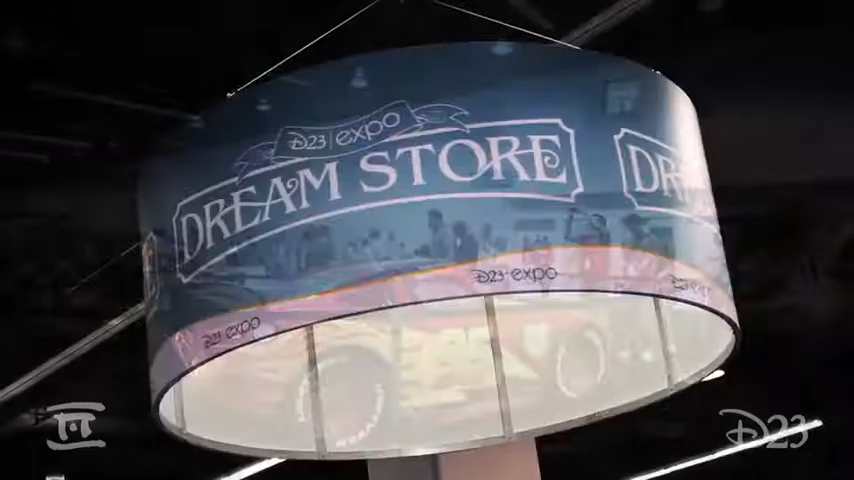 D23 | expo
DREAM STORE
DR
D23 expo
D23 expo
D23